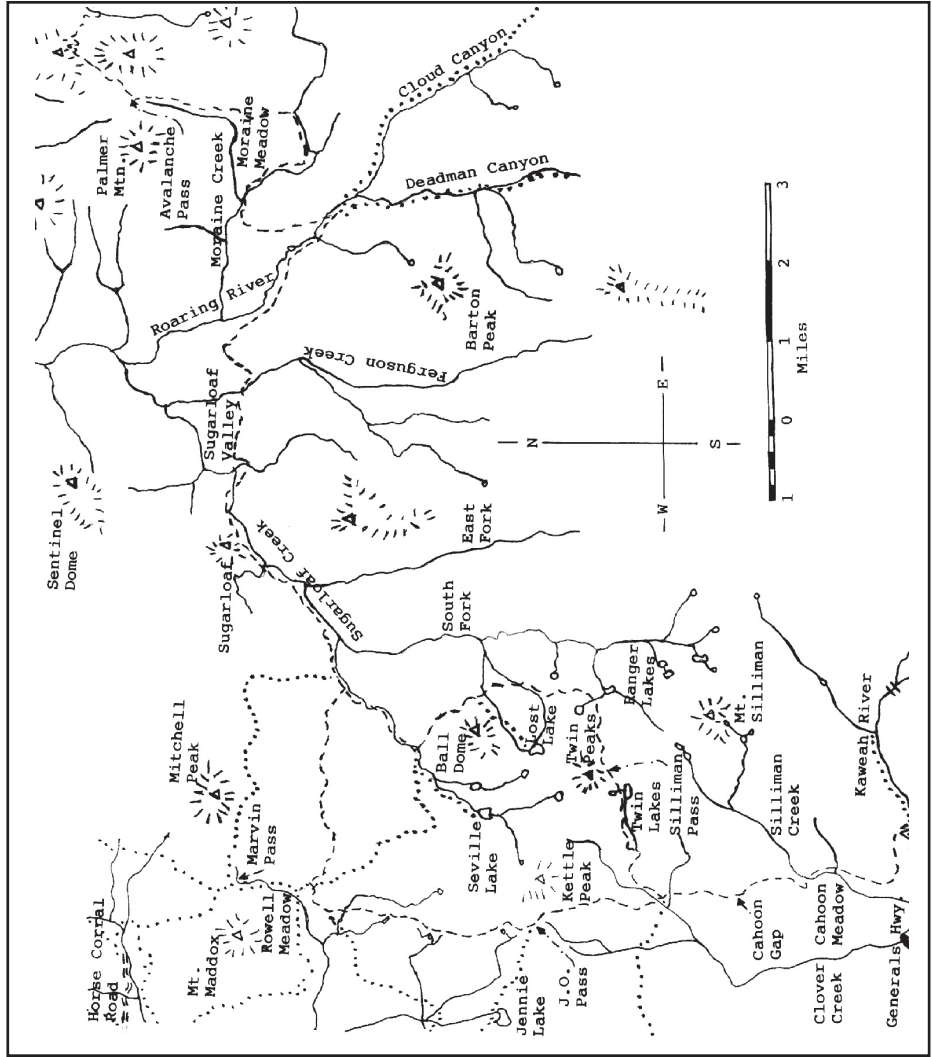 Cloud Canyon
Palmer
Mtn.
Avalanche
Pass
Moraine Creek
Moraine
Meadow
Deadman Canyon
Roaring River
Barton
Peak
Ferguson Creek
Sugarloaf
Valley
Sentinel
Dome
Sugarloaf
Sugarloaf Creek
East
Fork
South
Fork
N
S
E
W
1
0
1
2
3
Miles
Mitchell
Peak
Marvin
Pass
Horse Corral
Road
Mt.
Maddox
Rowell
Meadow
Ball
Dome
Lost
Lake
Seville
Lake
Twin
Peaks
Ranger
Lakes
Mt.
Silliman
Kettle
Peak
Twin
Lakes
Silliman
Pass
Silliman
Creek
Kaweah
River
Jennie
Lake
J.O.
Pass
Cahoon
Gap
Cahoon
Meadow
Clover
Creek
Generals Hwy